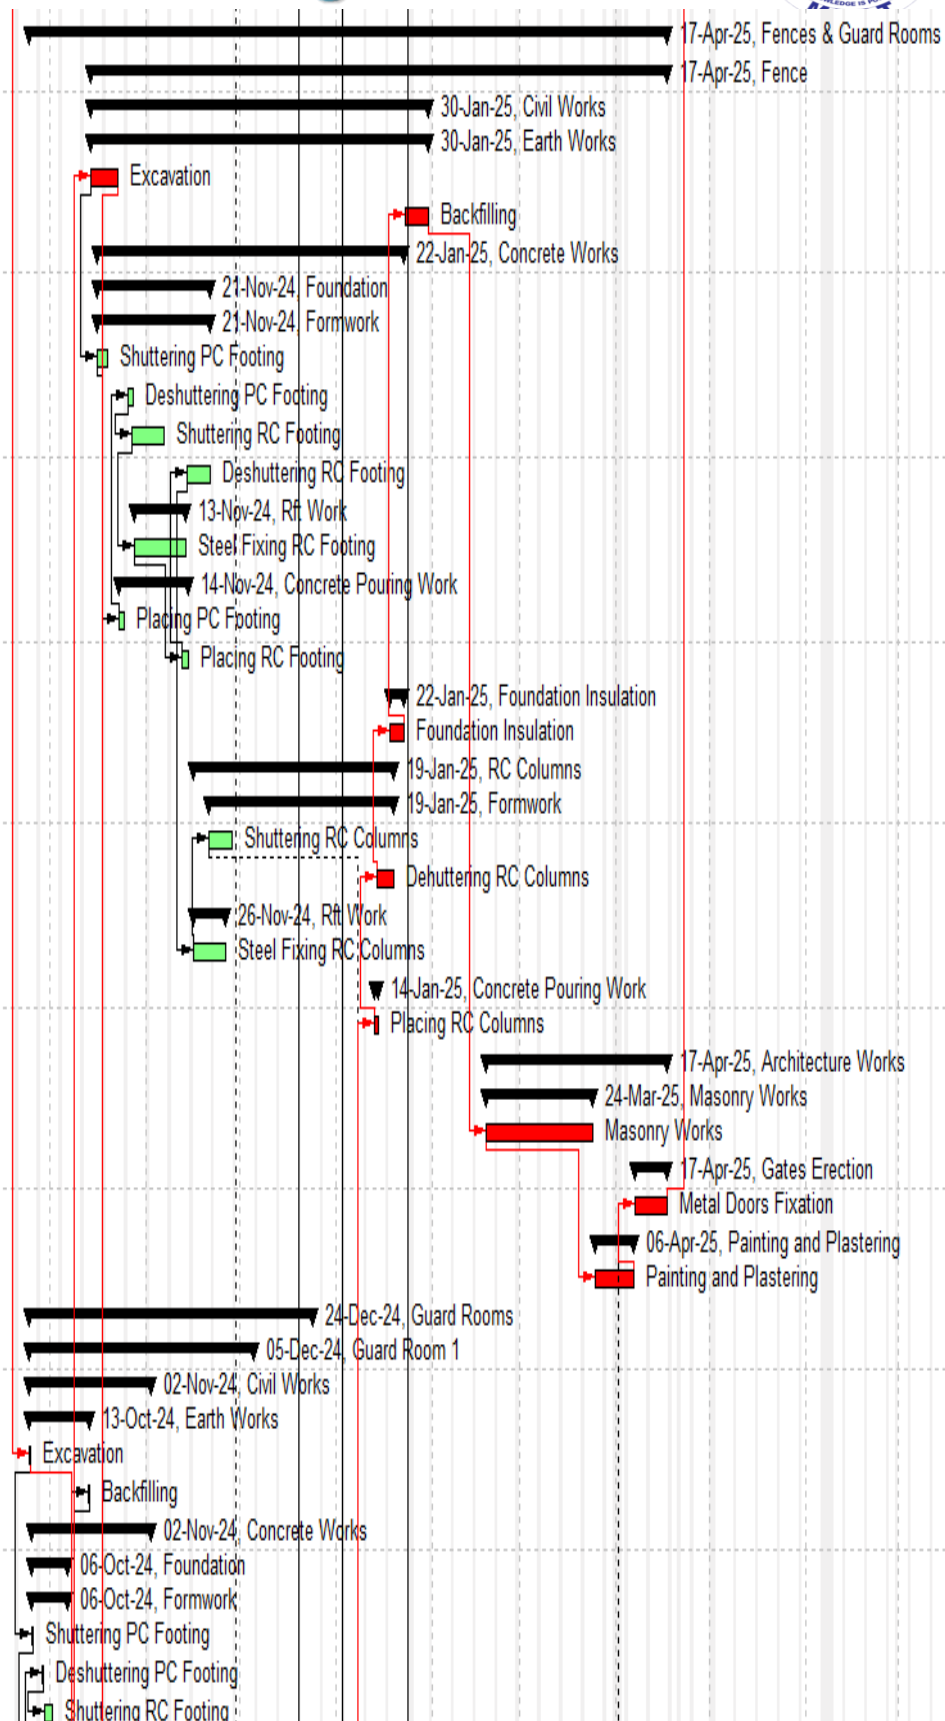 17-Apr-25, Fences & Guard Rooms
17-Apr-25, Fence
30-Jan-25, Civil Works
30-Jan-25, Earth Works
Excavation
Backfilling
22-Jan-25, Concrete Works
21-Nov-24, Foundation
21-Nov-24, Formwork
Shuttering PC Footing
Deshuttering PC Footing
Shuttering RC Footing
Deshuttering RC Footing
13-Nov-24, Rft Work
Steel Fixing RC Footing
14-Nov-24, Concrete Pouring Work
Placing PC Footing
Placing RC Footing
22-Jan-25, Foundation Insulation
Foundation Insulation
19-Jan-25, RC Columns
19-Jan-25, Formwork
Shuttering RC Columns
Dehuttering RC Columns
26-Nov-24, Rft Work
Steel Fixing RC Columns
14-Jan-25, Concrete Pouring Work
Placing RC Columns
17-Apr-25, Architecture Works
24-Mar-25, Masonry Works
Masonry Works
17-Apr-25, Gates Erection
Metal Doors Fixation
06-Apr-25, Painting and Plastering
Painting and Plastering
24-Dec-24, Guard Rooms
05-Dec-24, Guard Room 1
02-Nov-24, Civil Works
13-Oct-24, Earth Works
Excavation
Backfilling
02-Nov-24, Concrete Works
06-Oct-24, Foundation
06-Oct-24, Formwork
Shuttering PC Footing
Deshuttering PC Footing
Shuttering RC Footing